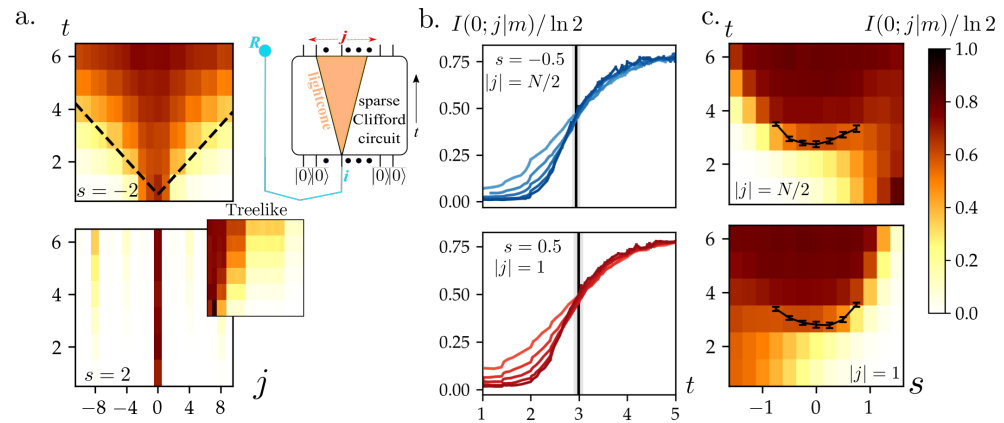 a.
t
6
4
2
s = −2
R
j
lightcone
sparse
Clifford
circuit
t
|0⟩|0⟩
i
|0⟩|0⟩
Treelike
s = 2
−8
−4
0
4
8
j
b.
I(0; j|m)/ ln 2
s = −0.5
|j| = N/2
0.75
0.50
0.25
0.00
s = 0.5
|j| = 1
0.75
0.50
0.25
0.00
1
2
3
4
5
t
c.
I(0; j|m)/ ln 2
t
6
4
2
|j| = N/2
t
6
4
2
|j| = 1
−1
0
1
s
1.0
0.8
0.6
0.4
0.2
0.0
6
4
2